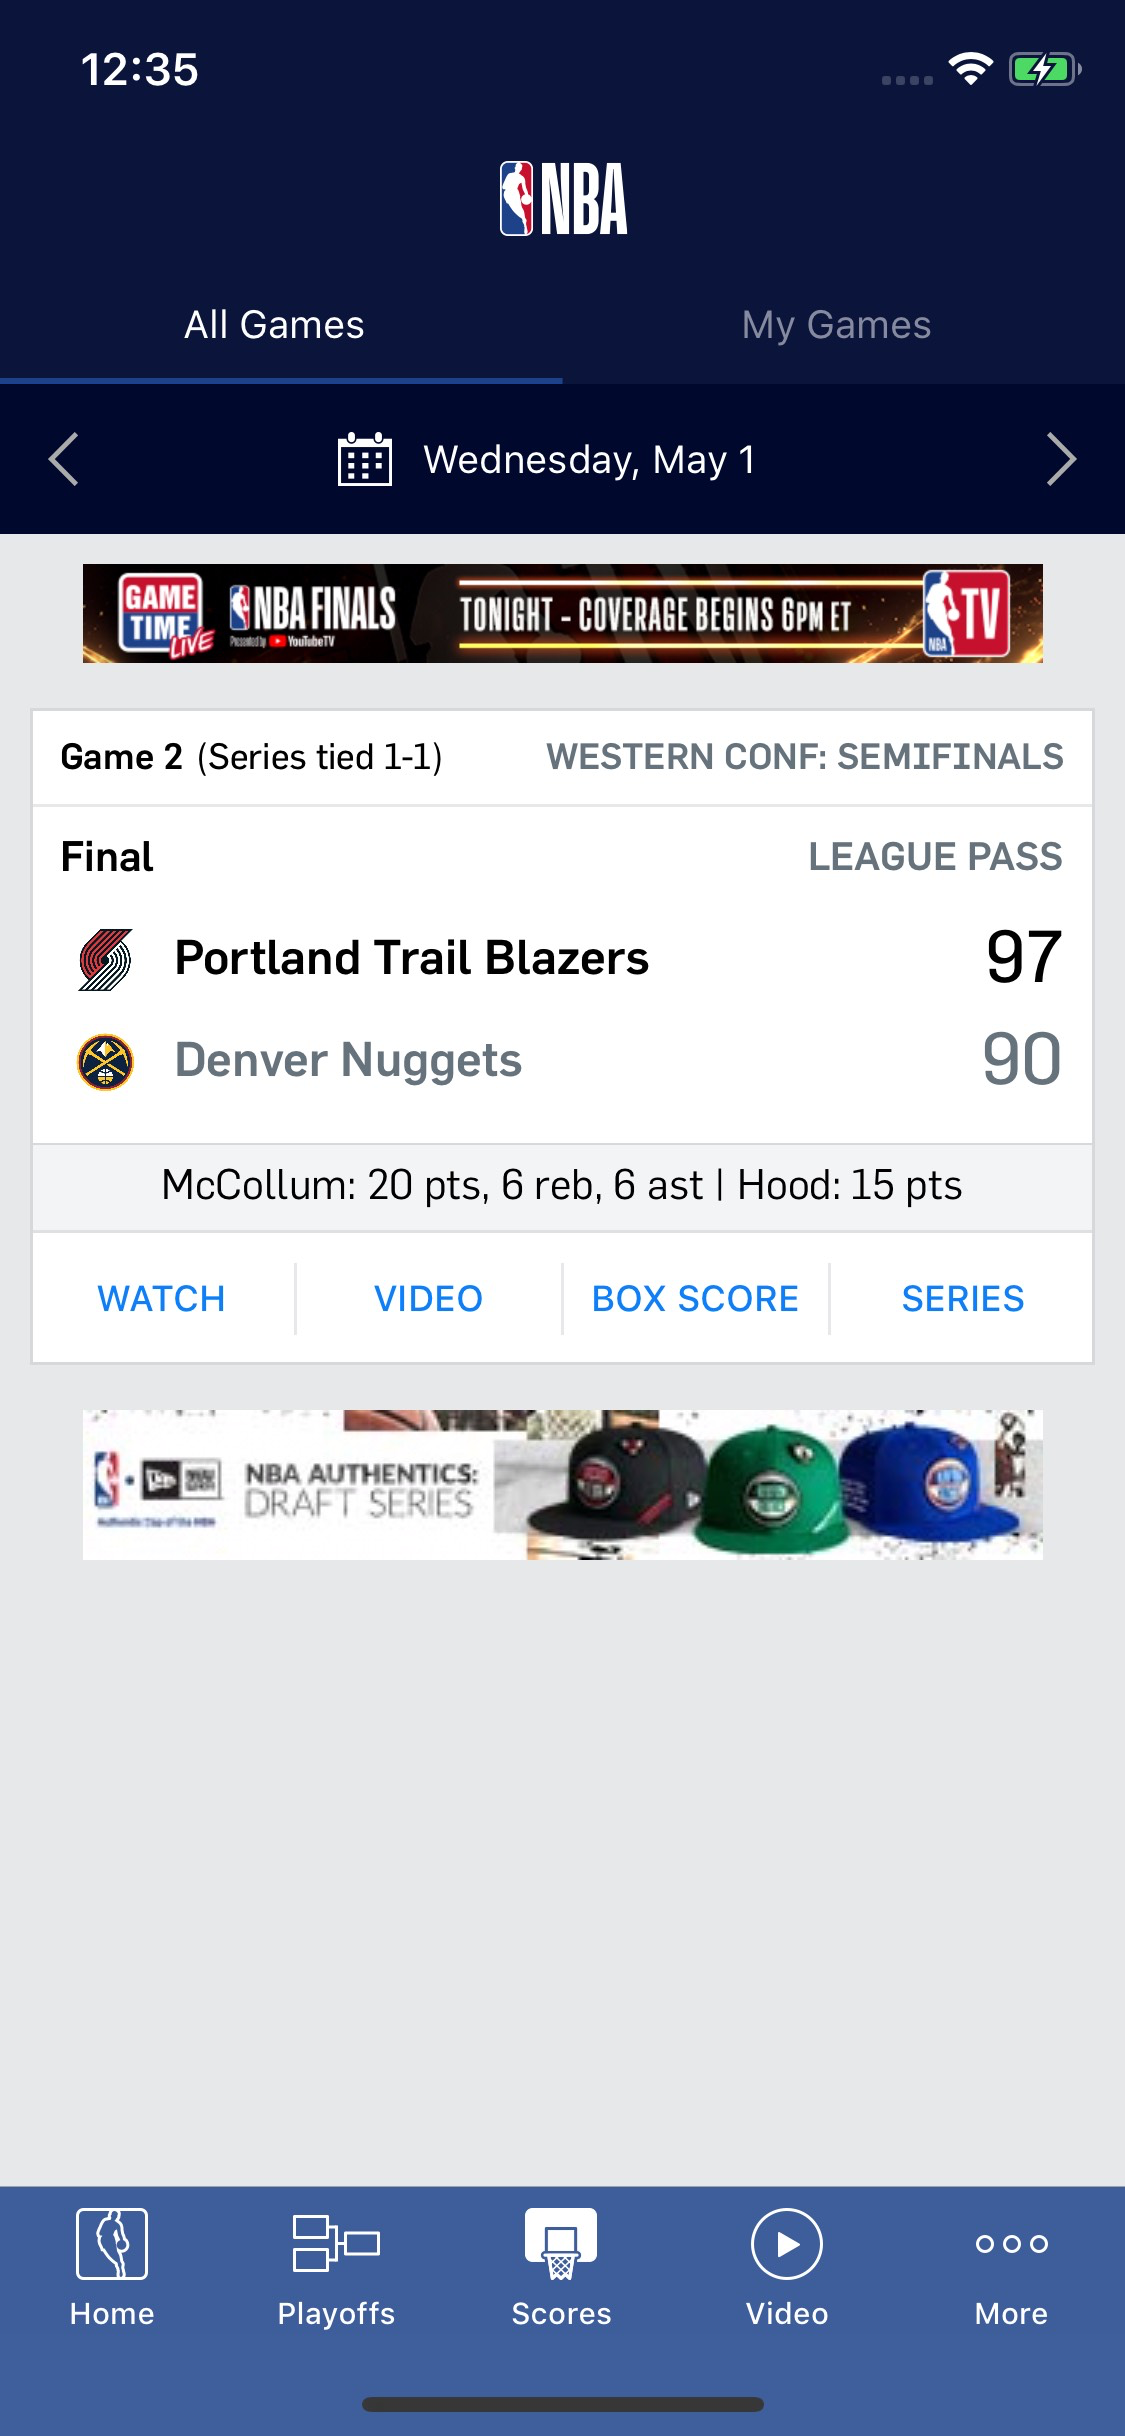 12:35
NBA
All Games
My Games
Wednesday, May 1
GAME TIME LIVE
NBA FINALS
Presented by YouTubeTV
TONIGHT - COVERAGE BEGINS 6PM ET
NBA TV
Game 2 (Series tied 1-1)
WESTERN CONF: SEMIFINALS
Final
LEAGUE PASS
Portland Trail Blazers 97
Denver Nuggets 90
McCollum: 20 pts, 6 reb, 6 ast | Hood: 15 pts
WATCH
VIDEO
BOX SCORE
SERIES
NBA AUTHENTICS:
DRAFT SERIES
Home
Playoffs
Scores
Video
More